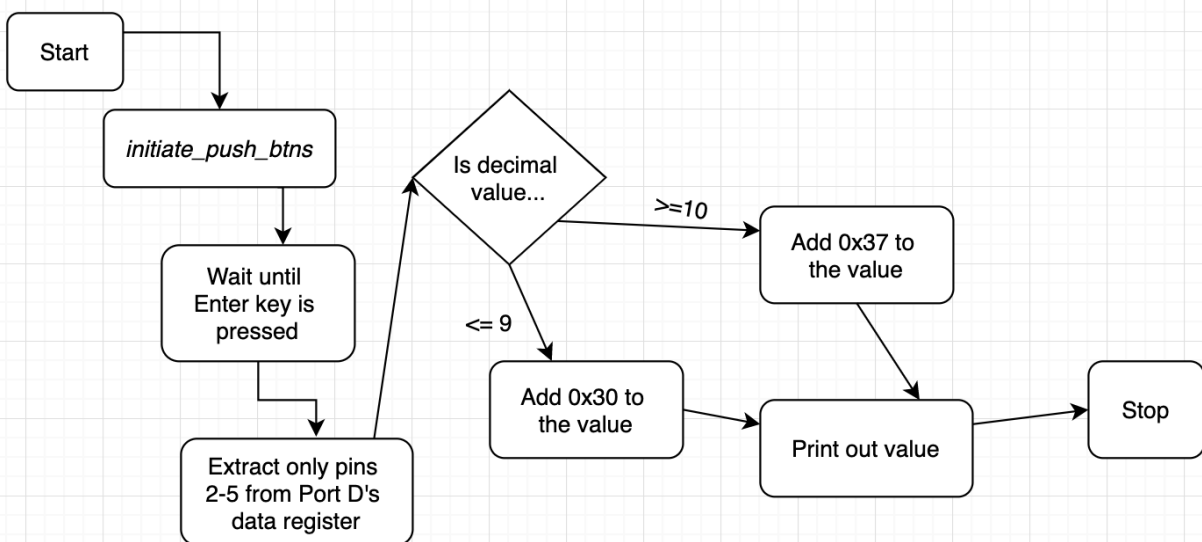 Start
initiate_push_btns
Wait until
Enter key is
pressed
Extract only pins
2-5 from Port D's
data register
Is decimal
value...
>=10
<= 9
Add 0x37 to
the value
Add 0x30 to
the value
Print out value
Stop